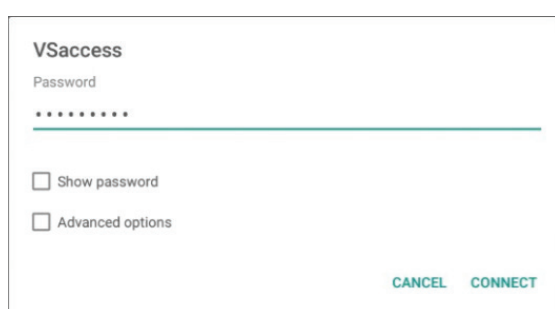 VSaccess
Password
•••••••••
Show password
Advanced options
CANCEL CONNECT